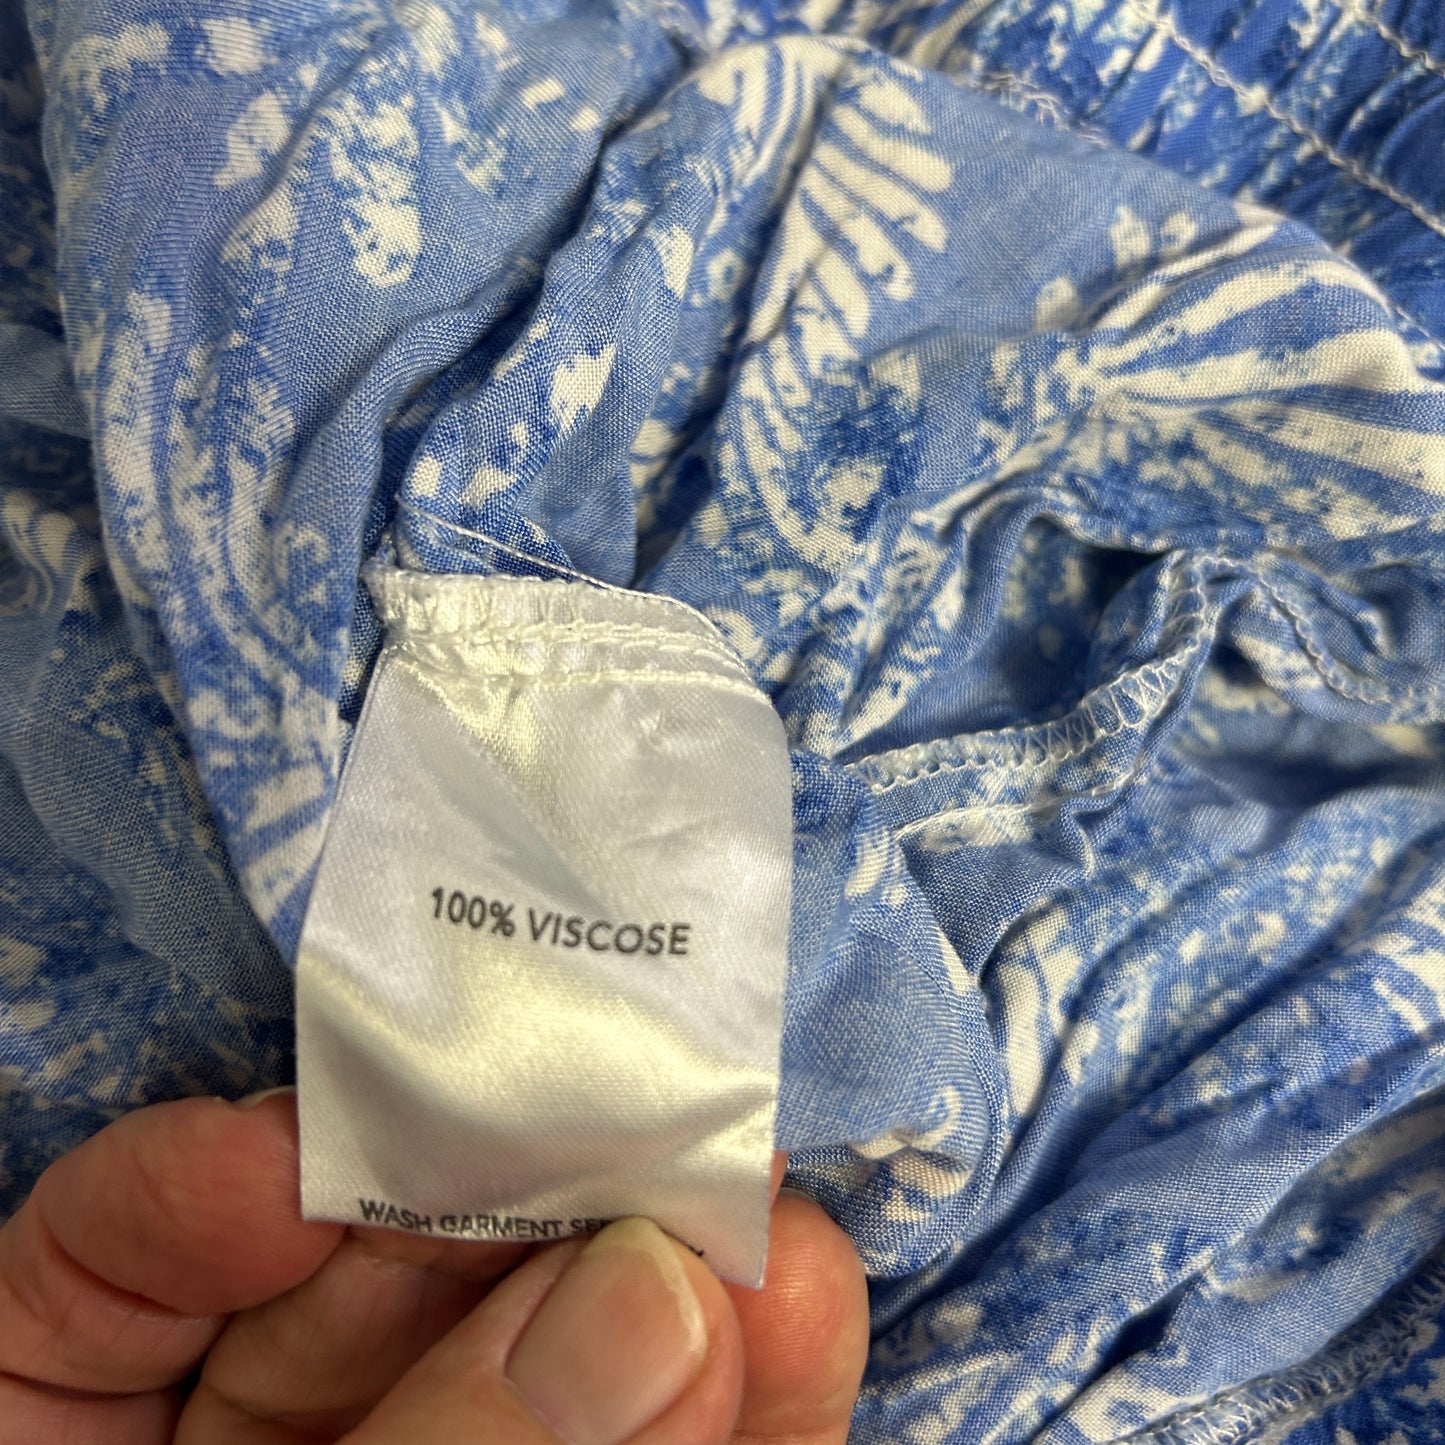 100% VISCOSE
WASH GARMENT